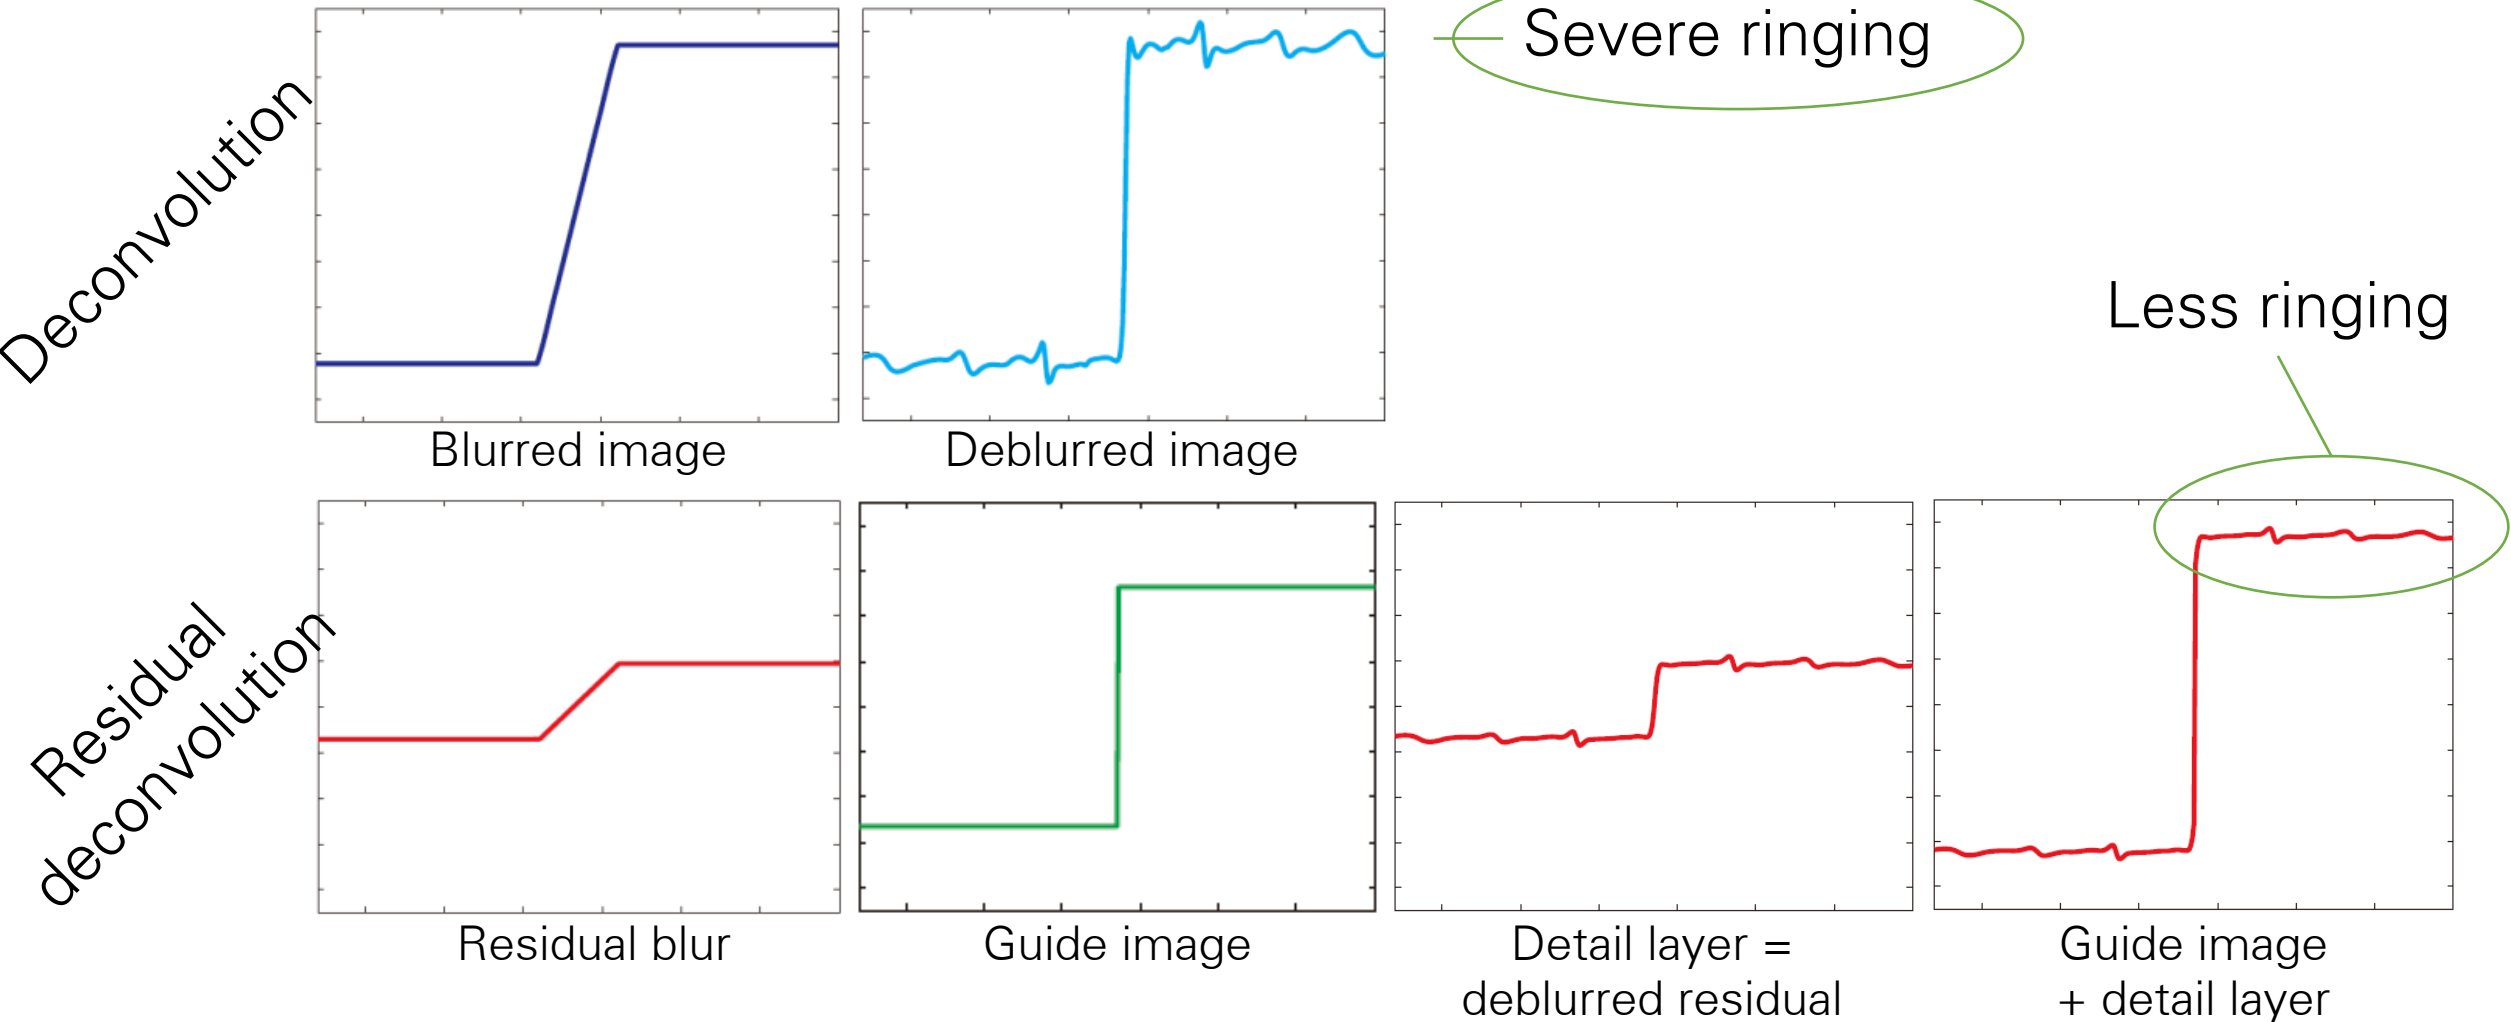 Deconvolution
Severe ringing
Blurred image
Deblurred image
Less ringing
Residual
deconvolution
Residual blur
Guide image
Detail layer =
deblurred residual
Guide image
+ detail layer